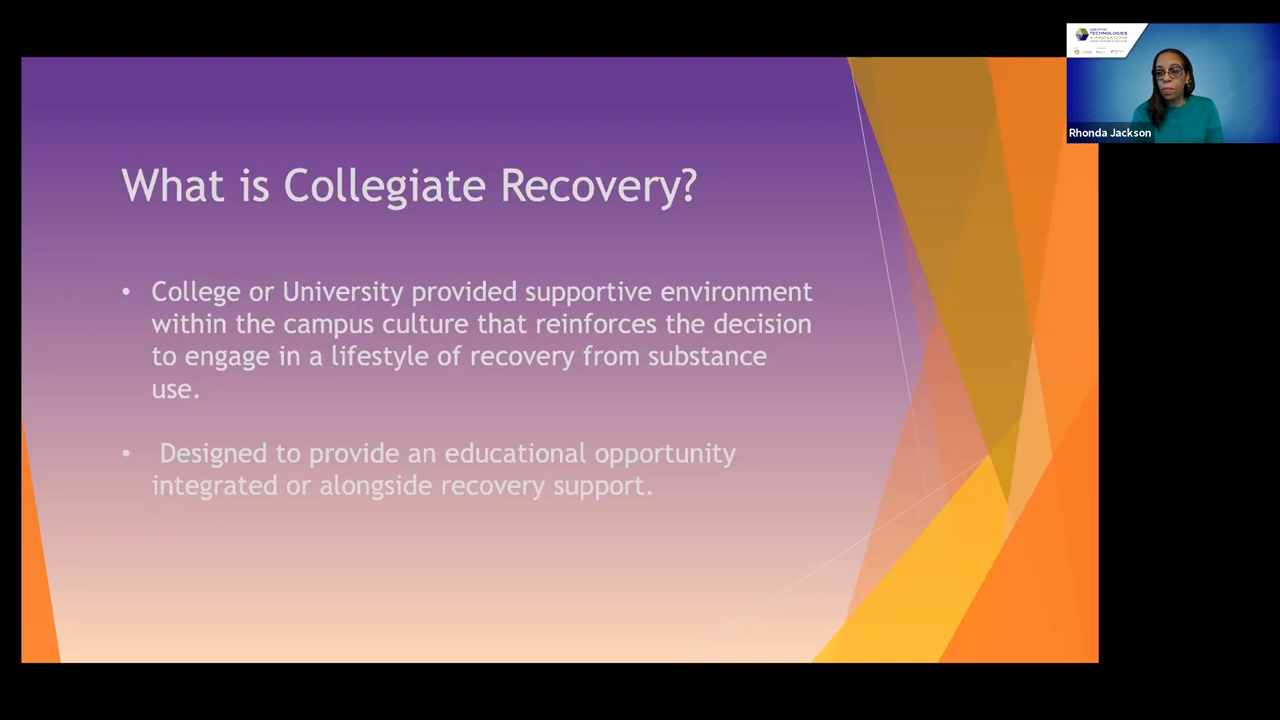 What is Collegiate Recovery?
• College or University provided supportive environment
within the campus culture that reinforces the decision
to engage in a lifestyle of recovery from substance
use.
• Designed to provide an educational opportunity
integrated or alongside recovery support.
TECHNOLOGIES
& INNOVATIONS
Rhonda Jackson